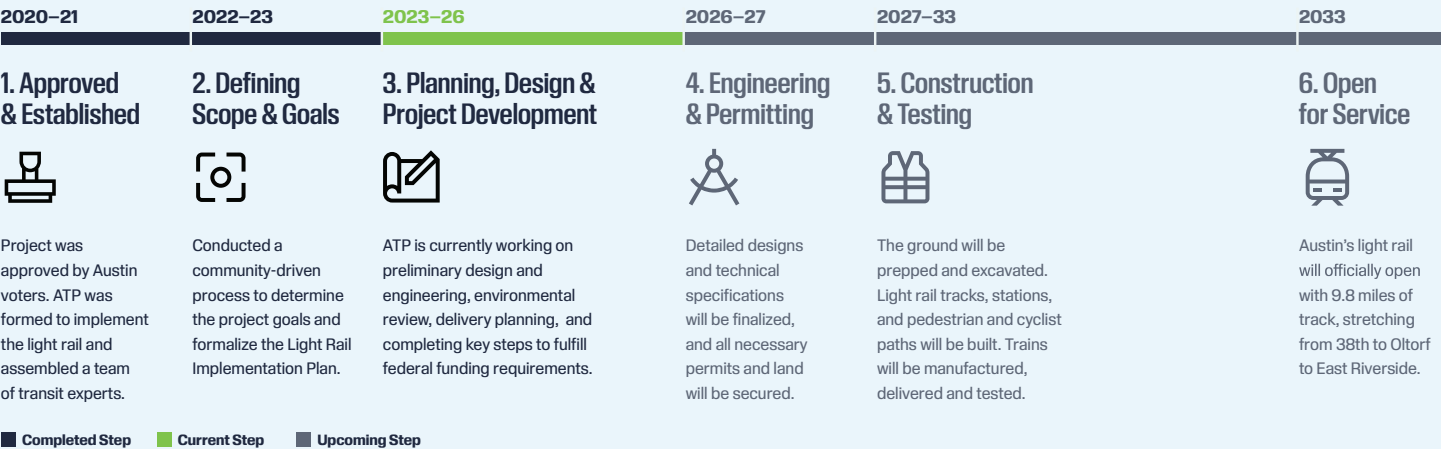 2020–21
1. Approved
& Established
Project was
approved by Austin
voters. ATP was
formed to implement
the light rail and
assembled a team
of transit experts.
2022–23
2. Defining
Scope & Goals
Conducted a
community-driven
process to determine
the project goals and
formalize the Light Rail
Implementation Plan.
2023–26
3. Planning, Design &
Project Development
ATP is currently working on
preliminary design and
engineering, environmental
review, delivery planning,  and
completing key steps to fulfill
federal funding requirements.
2026–27
4. Engineering
& Permitting
Detailed designs
and technical
specifications
will be finalized,
and all necessary
permits and land
will be secured.
2027–33
5. Construction
& Testing
The ground will be
prepped and excavated.
Light rail tracks, stations,
and pedestrian and cyclist
paths will be built. Trains
will be manufactured,
delivered and tested.
2033
6. Open
for Service
Austin’s light rail
will officially open
with 9.8 miles of
track, stretching
from 38th to Oltorf
to East Riverside.
Completed Step
Current Step
Upcoming Step